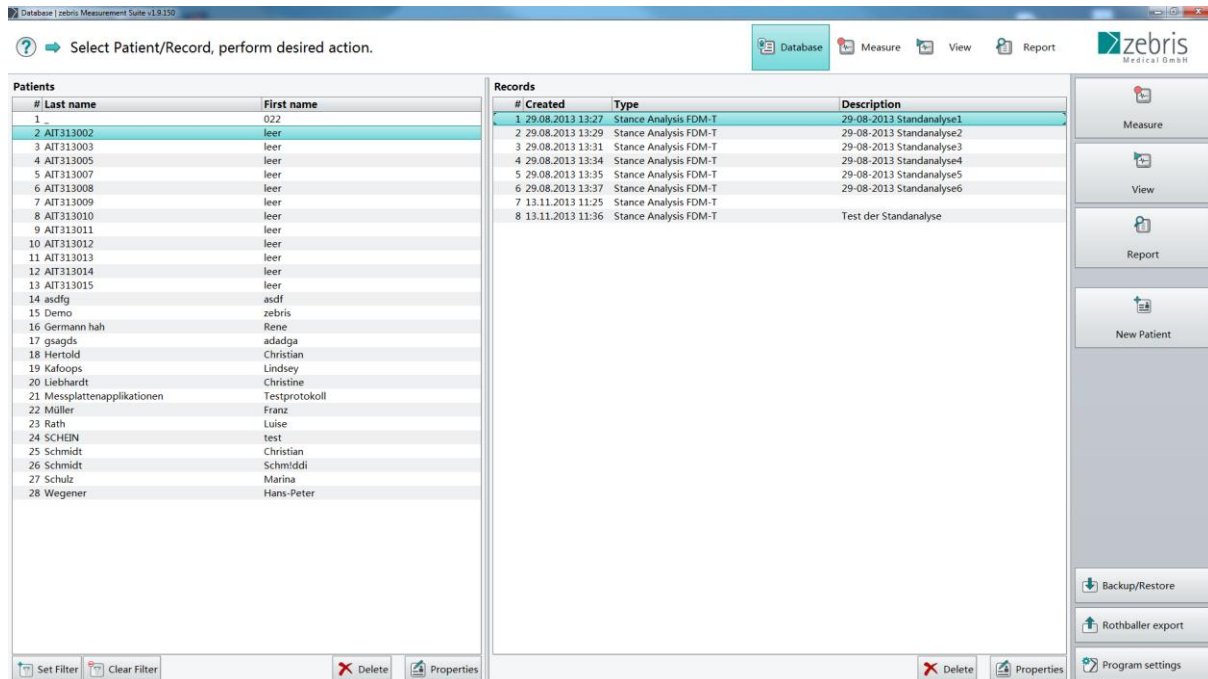 Database | zebris Measurement Suite v1.9.150
? Select Patient/Record, perform desired action.
Database Measure View Report
zebris
Medical GmbH
Patients
# Last name First name
1 _ 022
2 AIT313002 leer
3 AIT313003 leer
4 AIT313005 leer
5 AIT313007 leer
6 AIT313008 leer
7 AIT313009 leer
8 AIT313010 leer
9 AIT313011 leer
10 AIT313012 leer
11 AIT313013 leer
12 AIT313014 leer
13 AIT313015 leer
14 asdfg asdf
15 Demo zebris
16 Germann hah Rene
17 gsagds adadga
18 Hertold Christian
19 Kafoops Lindsey
20 Liebhardt Christine
21 Messplattenapplikationen Testprotokoll
22 Müller Franz
23 Rath Luise
24 SCHEIN test
25 Schmidt Christian
26 Schmidt Schm!ddi
27 Schulz Marina
28 Wegener Hans-Peter
Set Filter Clear Filter Delete Properties
Records
# Created Type Description
1 29.08.2013 13:27 Stance Analysis FDM-T 29-08-2013 Standanalyse1
2 29.08.2013 13:29 Stance Analysis FDM-T 29-08-2013 Standanalyse2
3 29.08.2013 13:31 Stance Analysis FDM-T 29-08-2013 Standanalyse3
4 29.08.2013 13:34 Stance Analysis FDM-T 29-08-2013 Standanalyse4
5 29.08.2013 13:35 Stance Analysis FDM-T 29-08-2013 Standanalyse5
6 29.08.2013 13:37 Stance Analysis FDM-T 29-08-2013 Standanalyse6
7 13.11.2013 11:25 Stance Analysis FDM-T
8 13.11.2013 11:36 Stance Analysis FDM-T Test der Standanalyse
Delete Properties
Measure
View
Report
New Patient
Backup/Restore
Rothballer export
Program settings